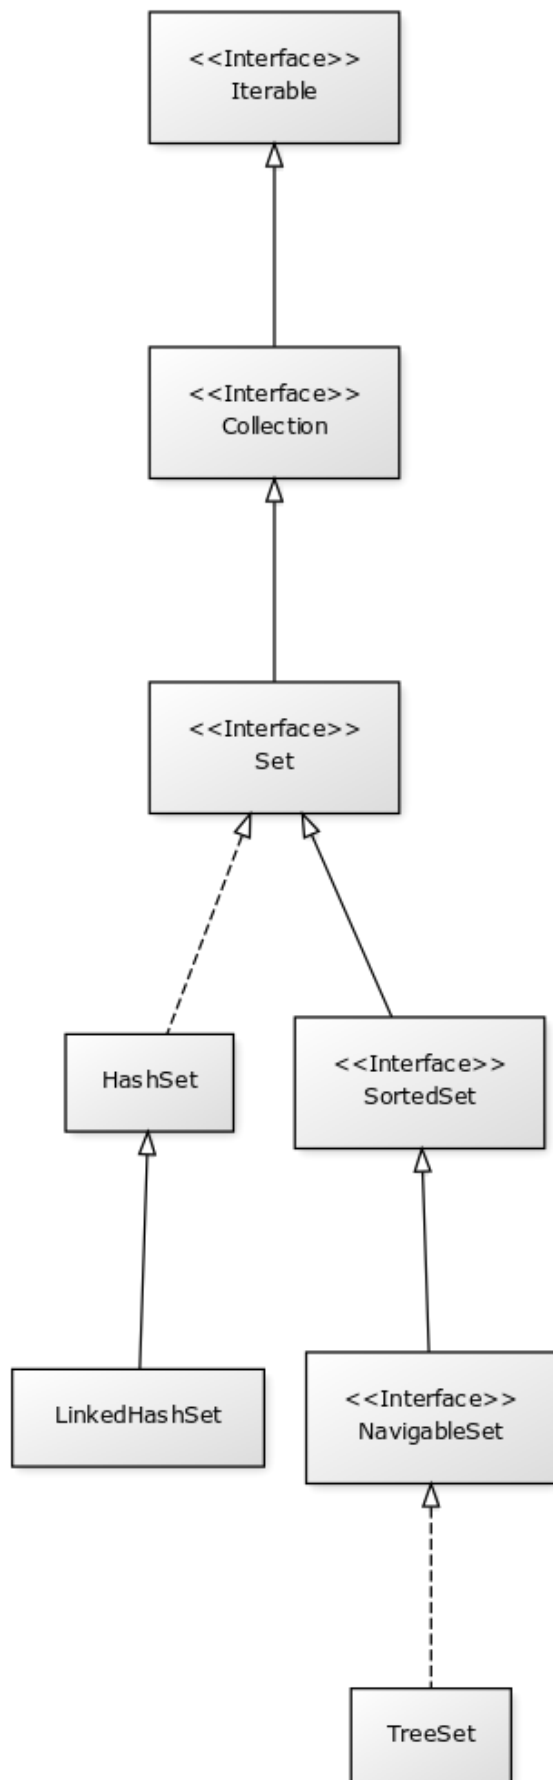 <<Interface>>
Iterable
<<Interface>>
Collection
<<Interface>>
Set
HashSet
<<Interface>>
SortedSet
LinkedHashSet
<<Interface>>
NavigableSet
TreeSet